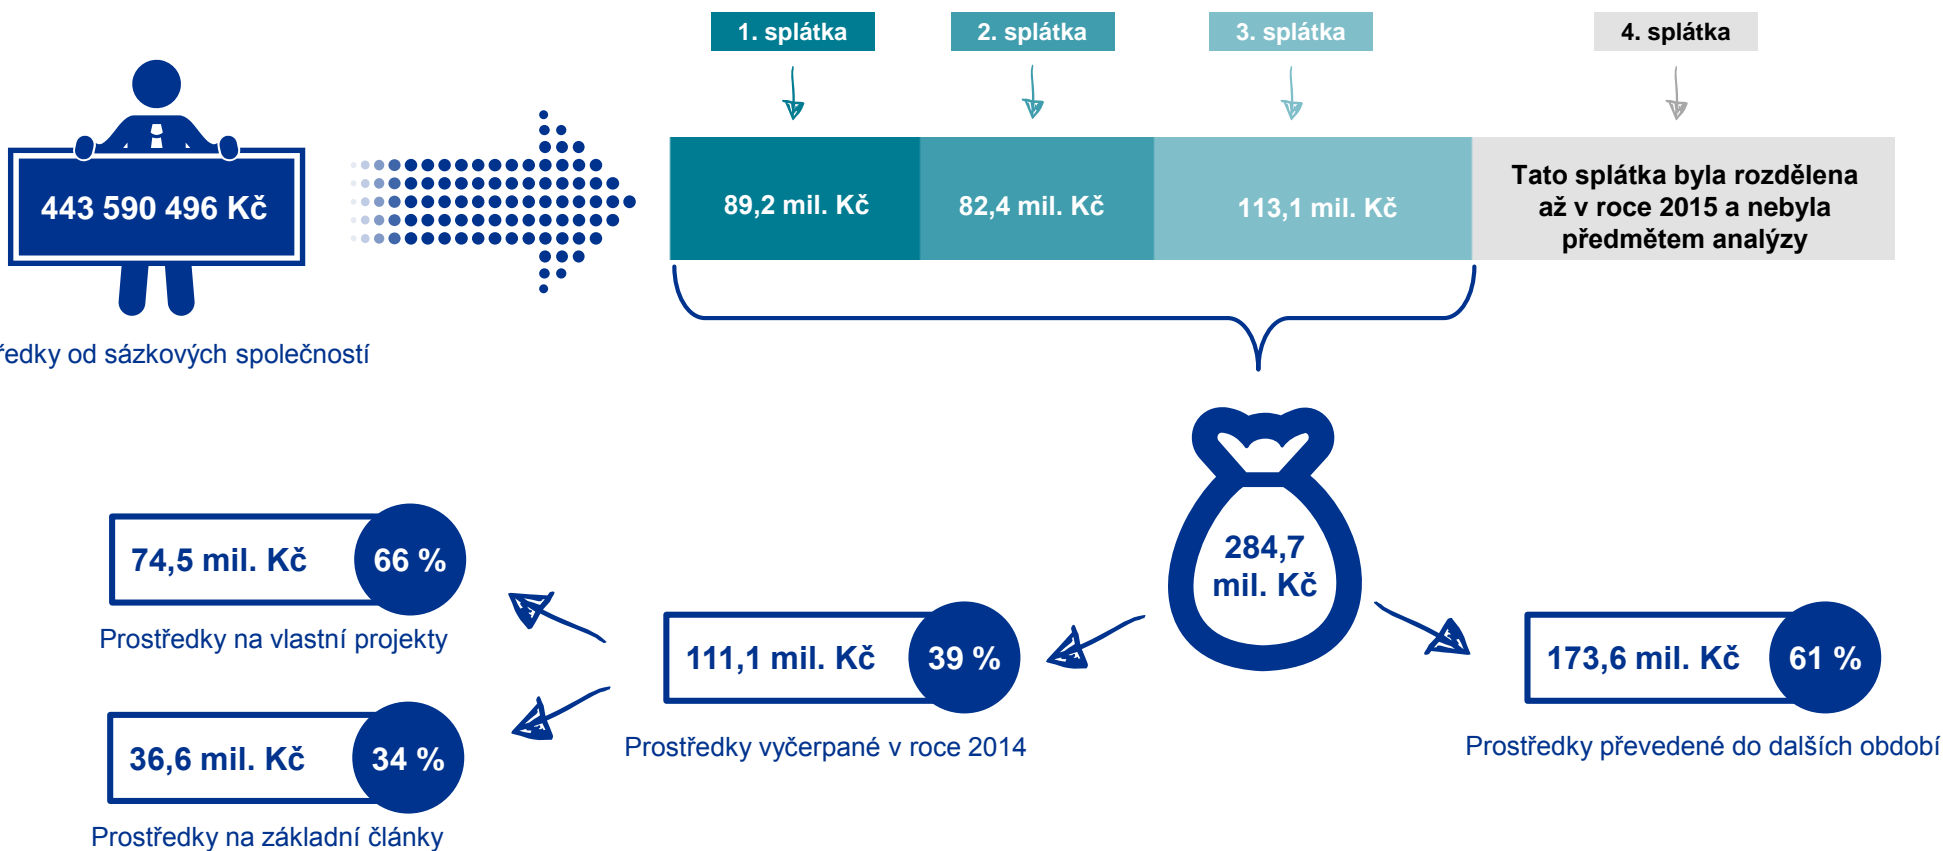 1. splátka
2. splátka
3. splátka
4. splátka
443 590 496 Kč
89,2 mil. Kč
82,4 mil. Kč
113,1 mil. Kč
Tato splátka byla rozdělena
až v roce 2015 a nebyla
předmětem analýzy
ředky od sázkových společností
284,7
mil. Kč
74,5 mil. Kč
66 %
Prostředky na vlastní projekty
111,1 mil. Kč
39 %
Prostředky vyčerpané v roce 2014
173,6 mil. Kč
61 %
Prostředky převedené do dalších období
36,6 mil. Kč
34 %
Prostředky na základní články